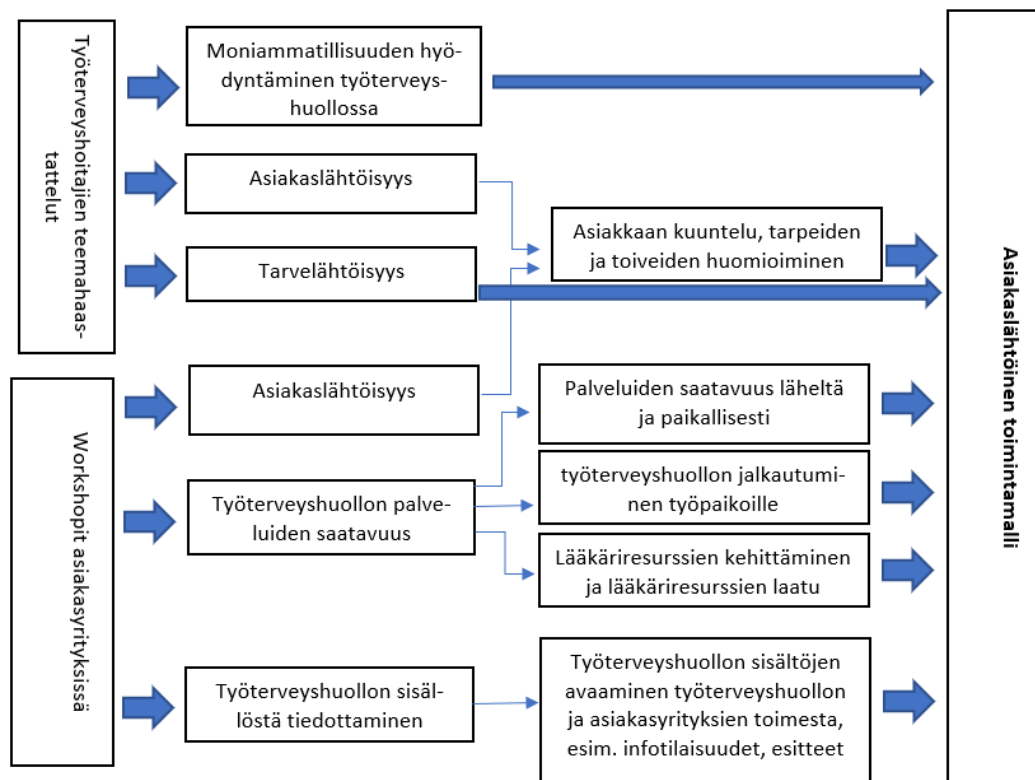 Työterveyshoitajien teemahaas-
tattelut
Moniammatillisuuden hyö-
dyntäminen työterveys-
huollossa
Asiakaslähtöisyys
Tarvelähtöisyys
Asiakkaan kuuntelu, tarpeiden
ja toiveiden huomioiminen
Workshopit asiakasyrityksissä
Asiakaslähtöisyys
Työterveyshuollon palve-
luiden saatavuus
Työterveyshuollon sisäl-
löstä tiedottaminen
Palveluiden saatavuus läheltä
ja paikallisesti
työterveyshuollon jalkautumi-
nen työpaikoille
Lääkäriresurssien kehittäminen
ja lääkäriresurssien laatu
Työterveyshuollon sisältöjen
avaaminen työterveyshuollon
ja asiakasyrityksien toimesta,
esim. infotilaisuudet, esitteet
Asiakaslähtöinen toimintamalli